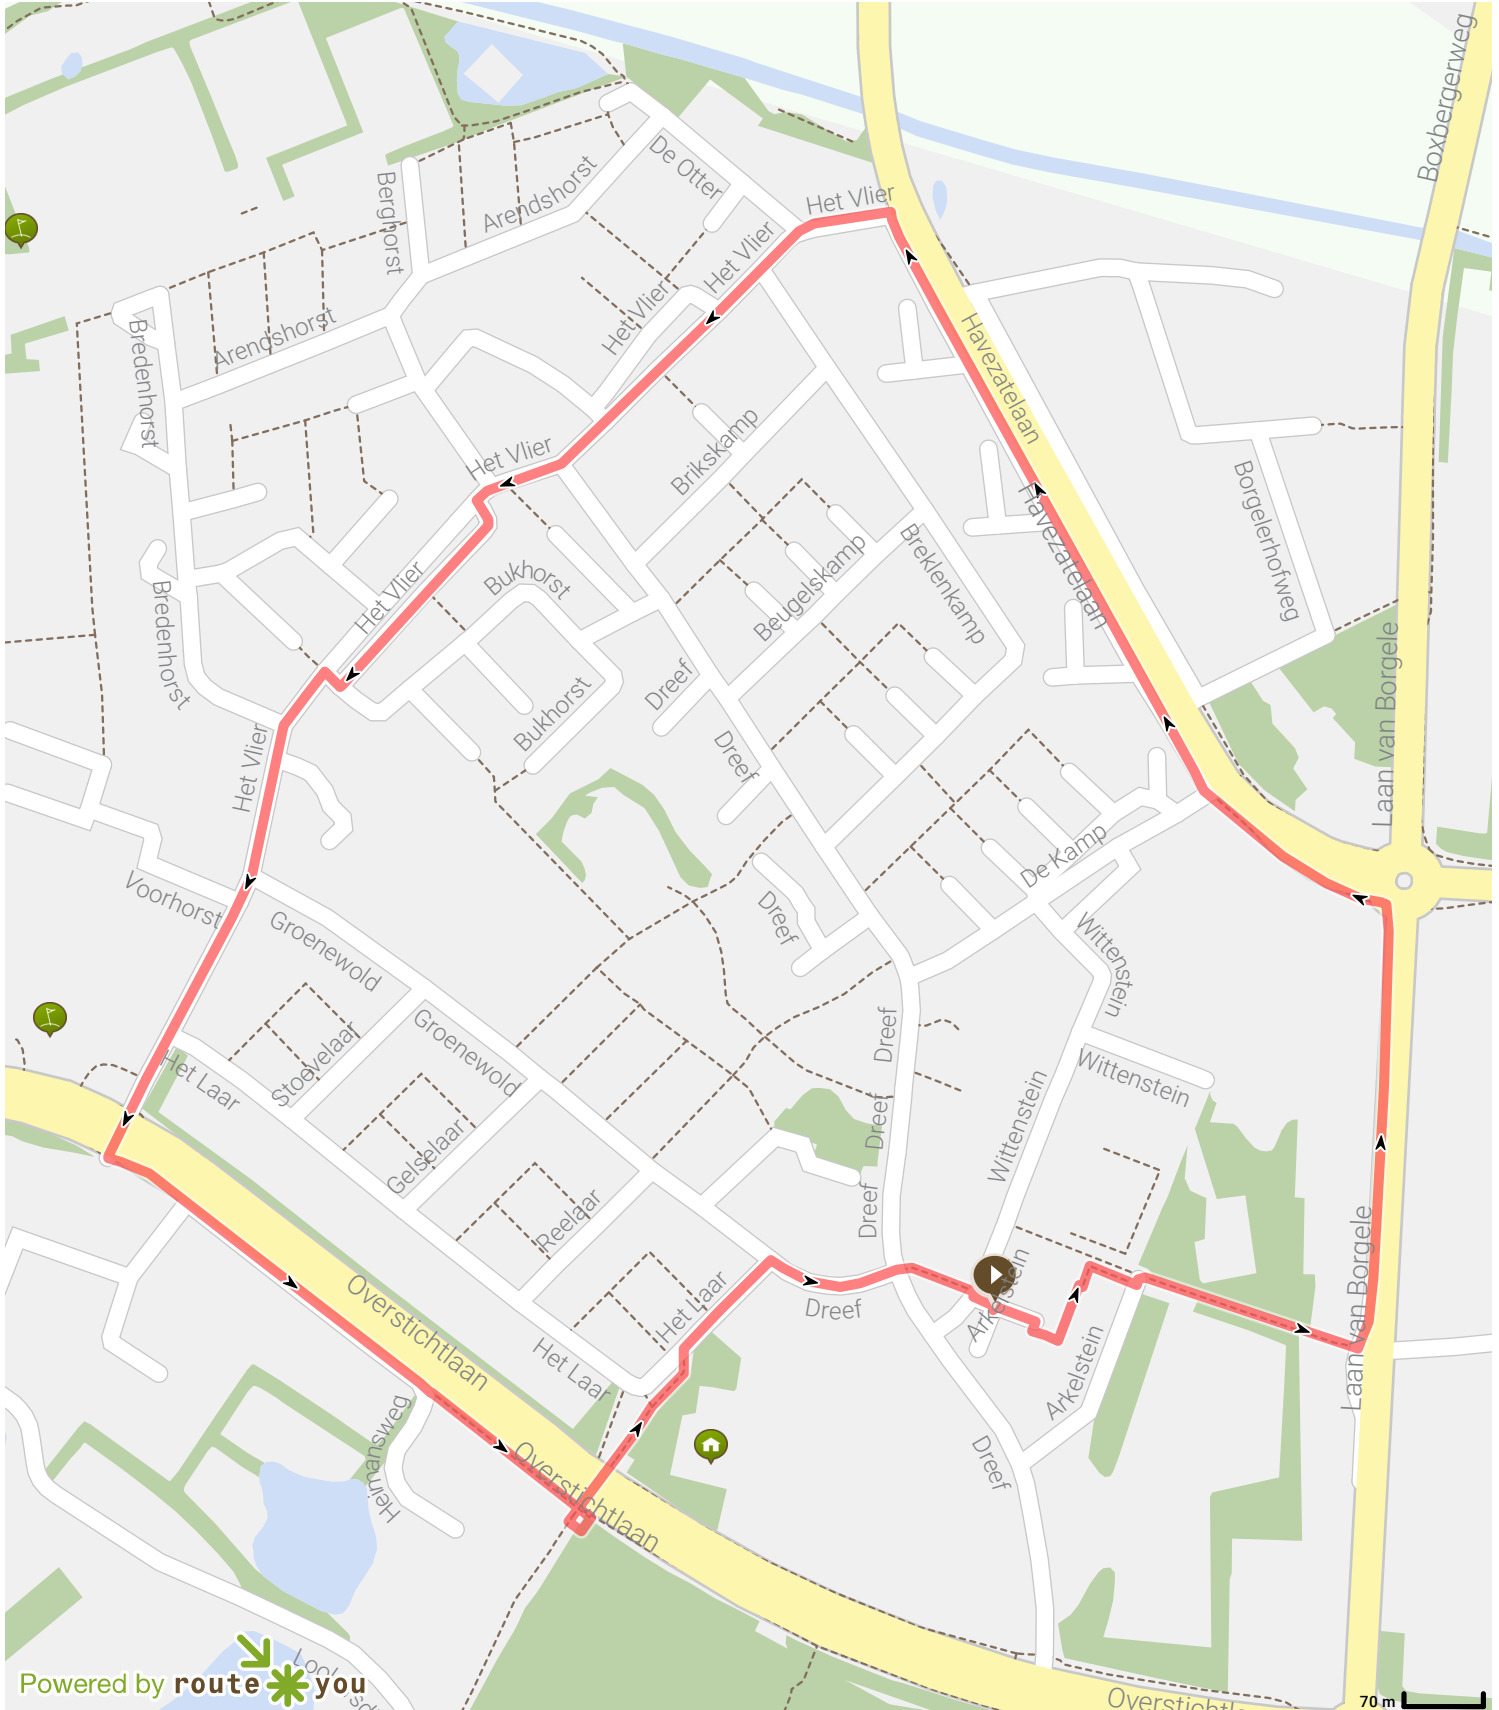 Boxbergerweg
De Otter
Arendshorst
Berghorst
Het Vlier
Het Vlier
Het Vlier
Arendshorst
Bredenhorst
Havezatelaan
Brikskamp
Het Vlier
Borgelerhofweg
Havezatelaan
Breklenkamp
Beugelskamp
Bukhorst
Het Vlier
Bredenhorst
Dreef
Laan van Borgele
Bukhorst
Dreef
Het Vlier
De Kamp
Voorhorst
Groenewold
Dreef
Wittenstein
Dreef
Groenewold
Stoevelaar
Het Laar
Wittenstein
Dreef
Wittenstein
Gelselaar
Dreef
Reelaar
Laan van Borgele
Arkelstein
Het Laar
Dreef
Overstichtlaan
Het Laar
Arkelstein
Heinansweg
Overstichtlaan
Dreef
Powered by routeyou
70 m